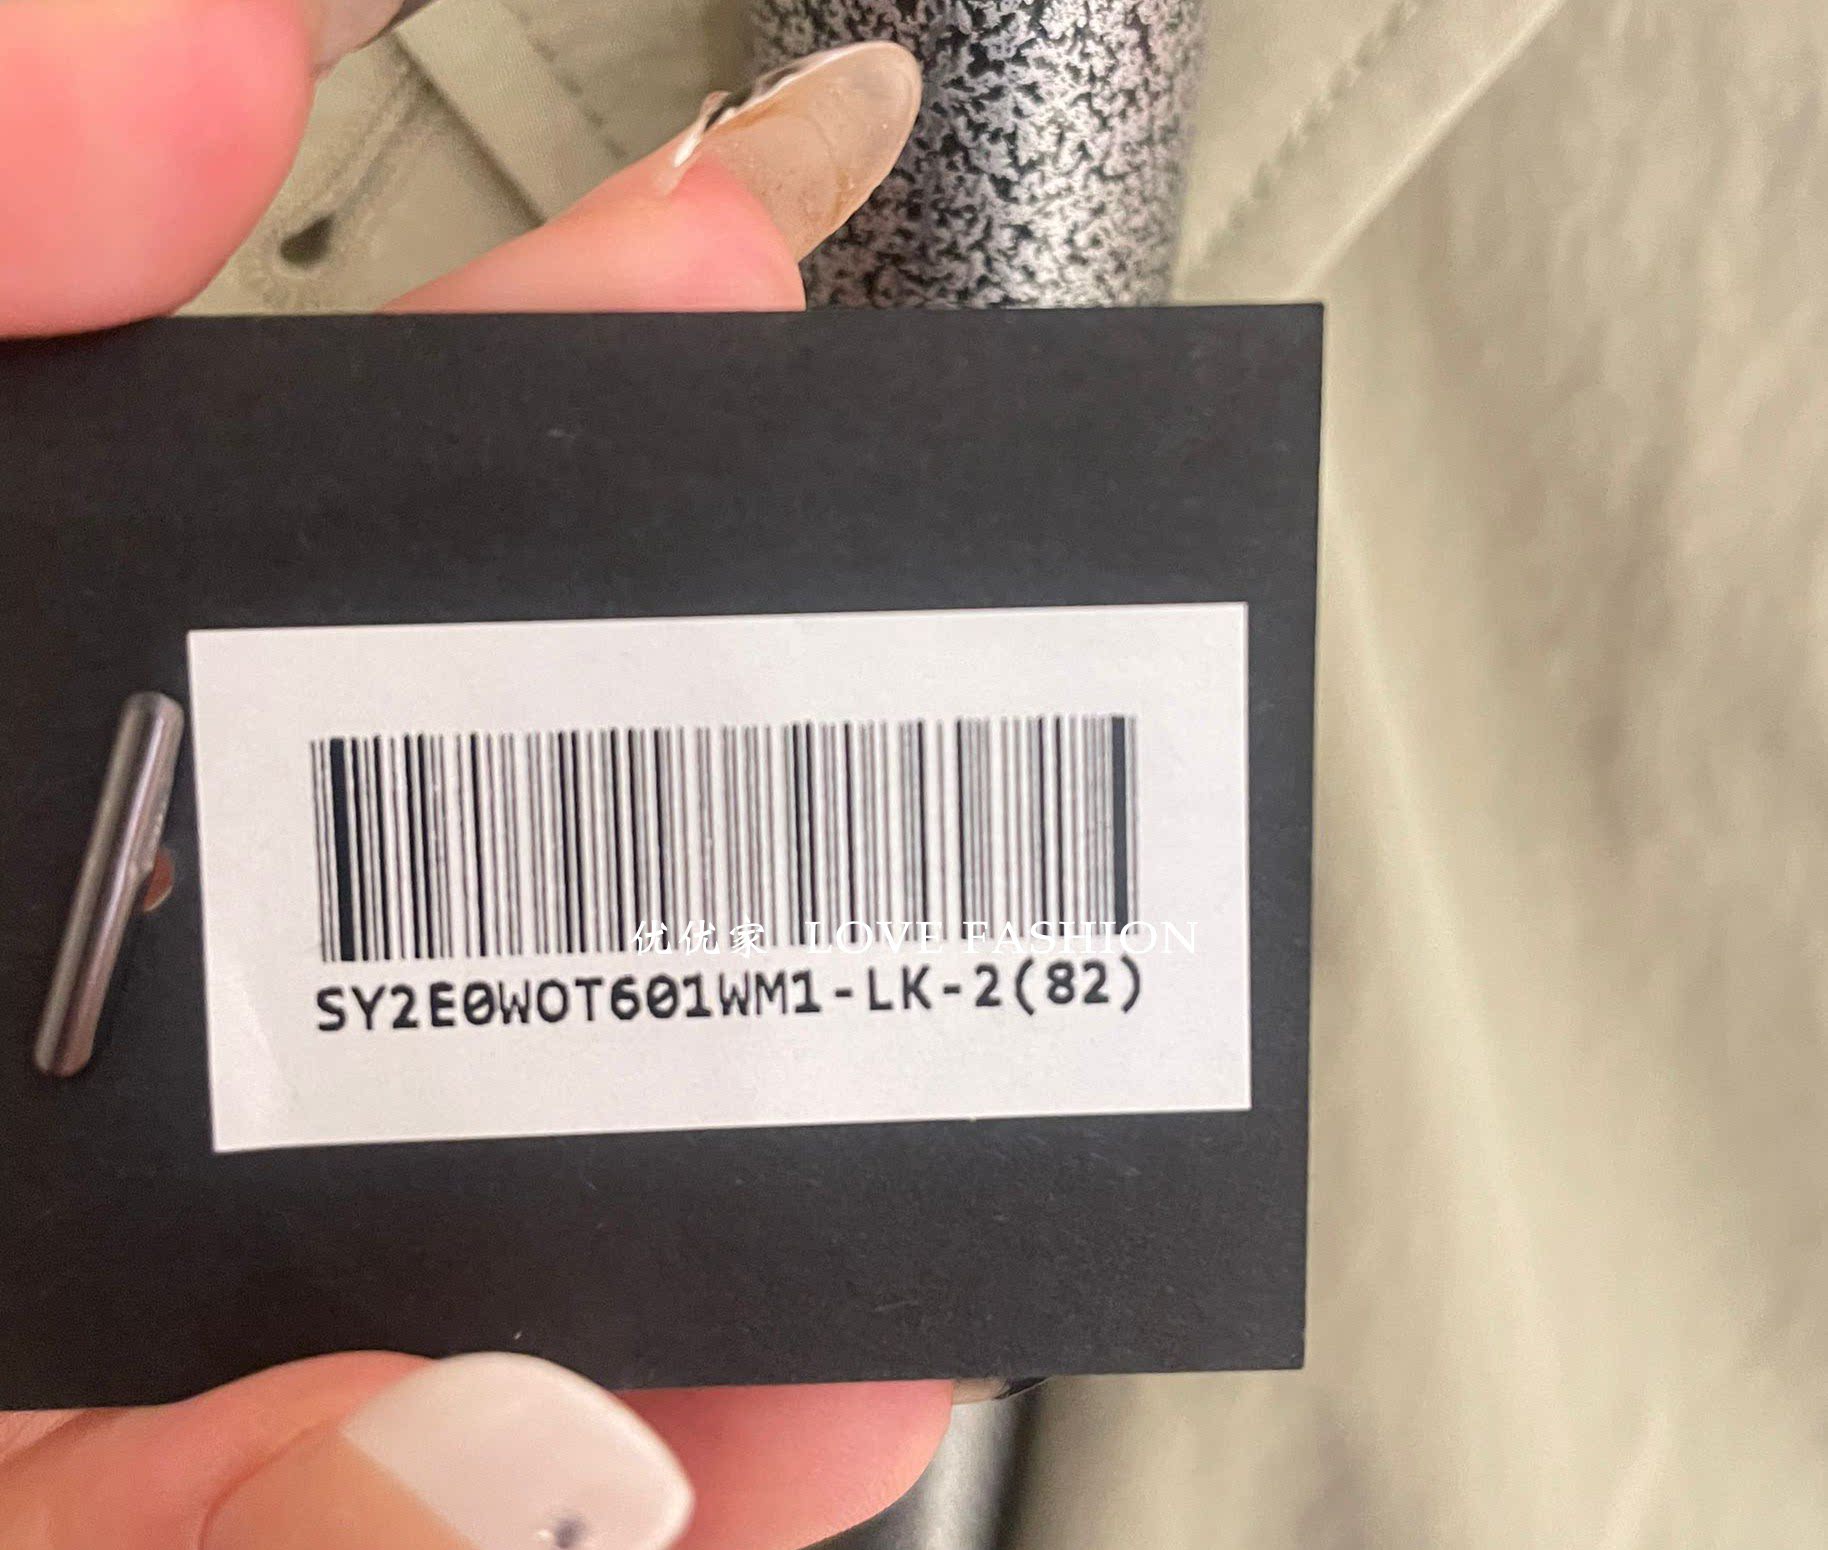 优优家 LOVE FASHION
SY2E0WOT601WM1-LK-2(82)